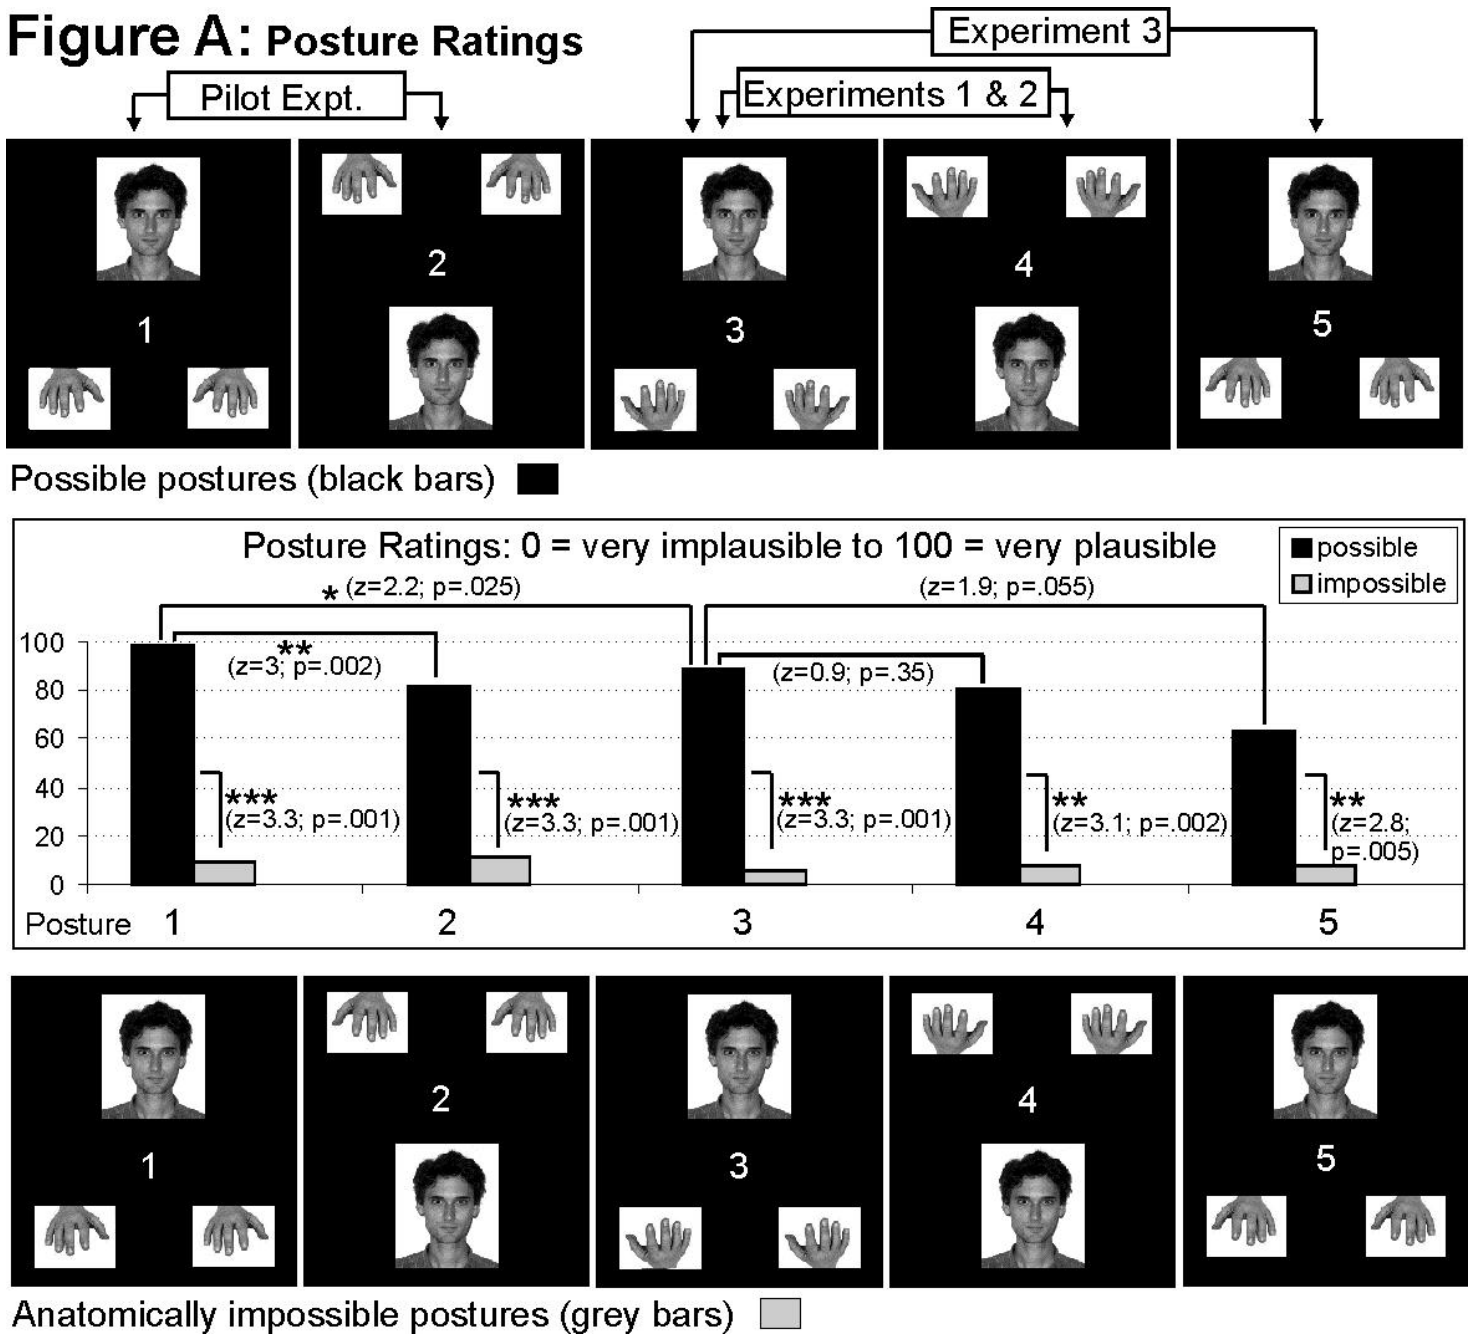 Figure A: Posture Ratings
Experiment 3
Pilot Expt.
Experiments 1 & 2
1
2
3
4
5
Possible postures (black bars)
Posture Ratings: 0 = very implausible to 100 = very plausible
possible
impossible
* (z=2.2; p=.025)
(z=1.9; p=.055)
100
80
60
40
20
0
**
(z=3; p=.002)
(z=0.9; p=.35)
***
(z=3.3; p=.001)
***
(z=3.3; p=.001)
***
(z=3.3; p=.001)
**
(z=3.1; p=.002)
**
(z=2.8;
p=.005)
Posture 1 2 3 4 5
1
2
3
4
5
Anatomically impossible postures (grey bars)